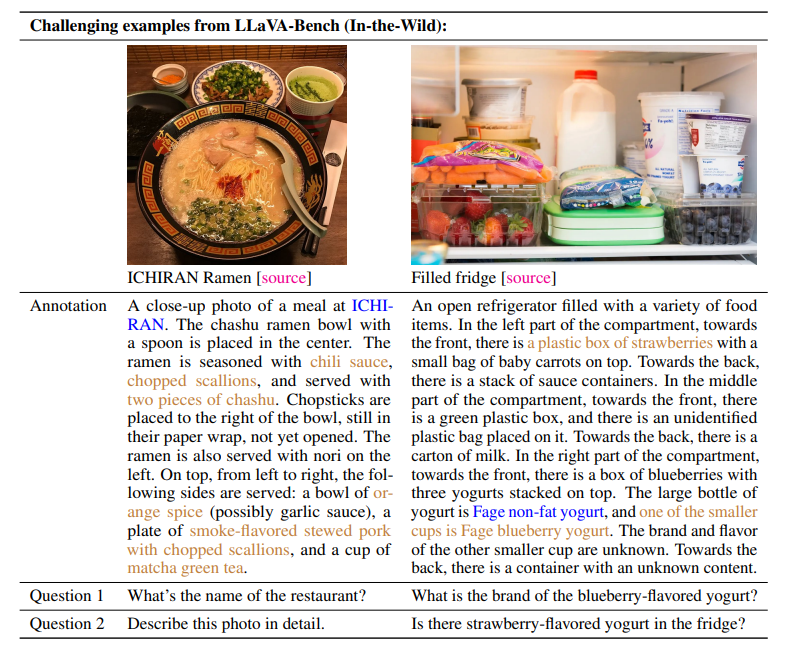 Challenging examples from LLaVA-Bench (In-the-Wild):
ICHIRAN Ramen [source]
Filled fridge [source]
Annotation
A close-up photo of a meal at ICHI-
RAN. The chashu ramen bowl with
a spoon is placed in the center. The
ramen is seasoned with chili sauce,
chopped scallions, and served with
two pieces of chashu. Chopsticks are
placed to the right of the bowl, still in
their paper wrap, not yet opened. The
ramen is also served with nori on the
left. On top, from left to right, the fol-
lowing sides are served: a bowl of or-
ange spice (possibly garlic sauce), a
plate of smoke-flavored stewed pork
with chopped scallions, and a cup of
matcha green tea.
An open refrigerator filled with a variety of food
items. In the left part of the compartment, towards
the front, there is a plastic box of strawberries with a
small bag of baby carrots on top. Towards the back,
there is a stack of sauce containers. In the middle
part of the compartment, towards the front, there
is a green plastic box, and there is an unidentified
plastic bag placed on it. Towards the back, there is a
carton of milk. In the right part of the compartment,
towards the front, there is a box of blueberries with
three yogurts stacked on top. The large bottle of
yogurt is Fage non-fat yogurt, and one of the smaller
cups is Fage blueberry yogurt. The brand and flavor
of the other smaller cup are unknown. Towards the
back, there is a container with an unknown content.
Question 1
What's the name of the restaurant?
What is the brand of the blueberry-flavored yogurt?
Question 2
Describe this photo in detail.
Is there strawberry-flavored yogurt in the fridge?